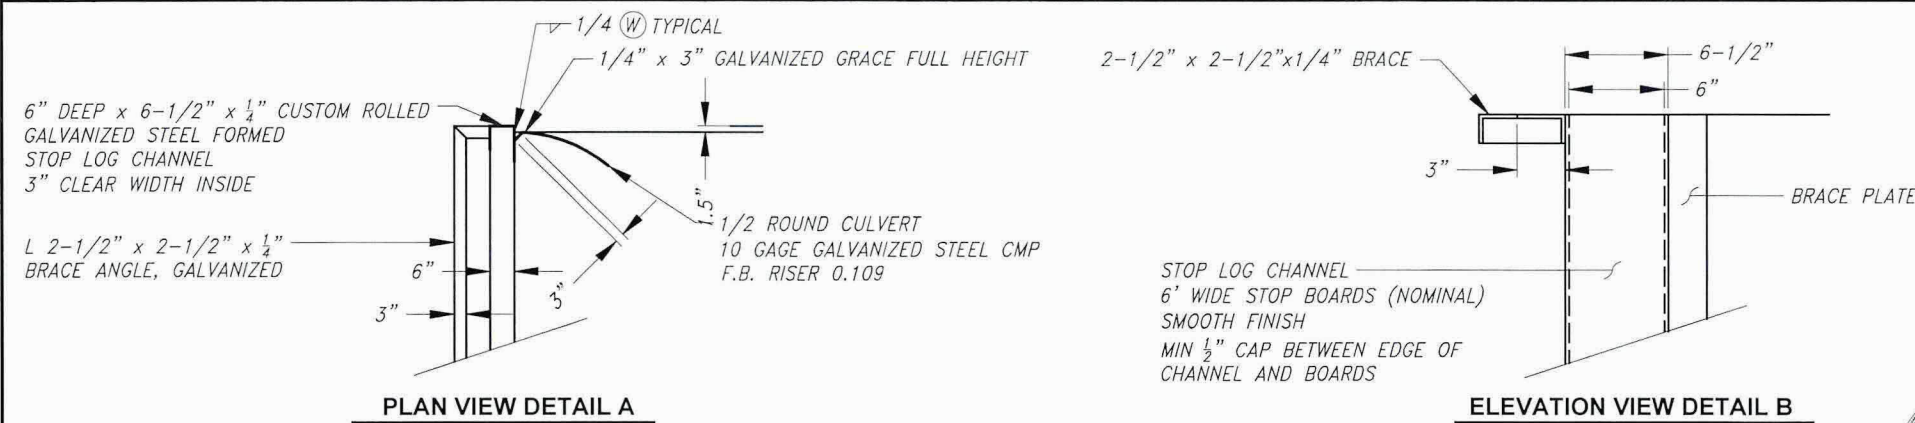 1/4 W TYPICAL
1/4" x 3" GALVANIZED GRACE FULL HEIGHT
6" DEEP x 6-1/2" x 1/4" CUSTOM ROLLED
GALVANIZED STEEL FORMED
STOP LOG CHANNEL
3" CLEAR WIDTH INSIDE
L 2-1/2" x 2-1/2" x 1/4"
BRACE ANGLE, GALVANIZED
6"
3"
3"
1.5"
1/2 ROUND CULVERT
10 GAGE GALVANIZED STEEL CMP
F.B. RISER 0.109
PLAN VIEW DETAIL A
2-1/2" x 2-1/2"x1/4" BRACE
6-1/2"
6"
3"
BRACE PLATE
STOP LOG CHANNEL
6' WIDE STOP BOARDS (NOMINAL)
SMOOTH FINISH
MIN 1/2" CAP BETWEEN EDGE OF
CHANNEL AND BOARDS
ELEVATION VIEW DETAIL B